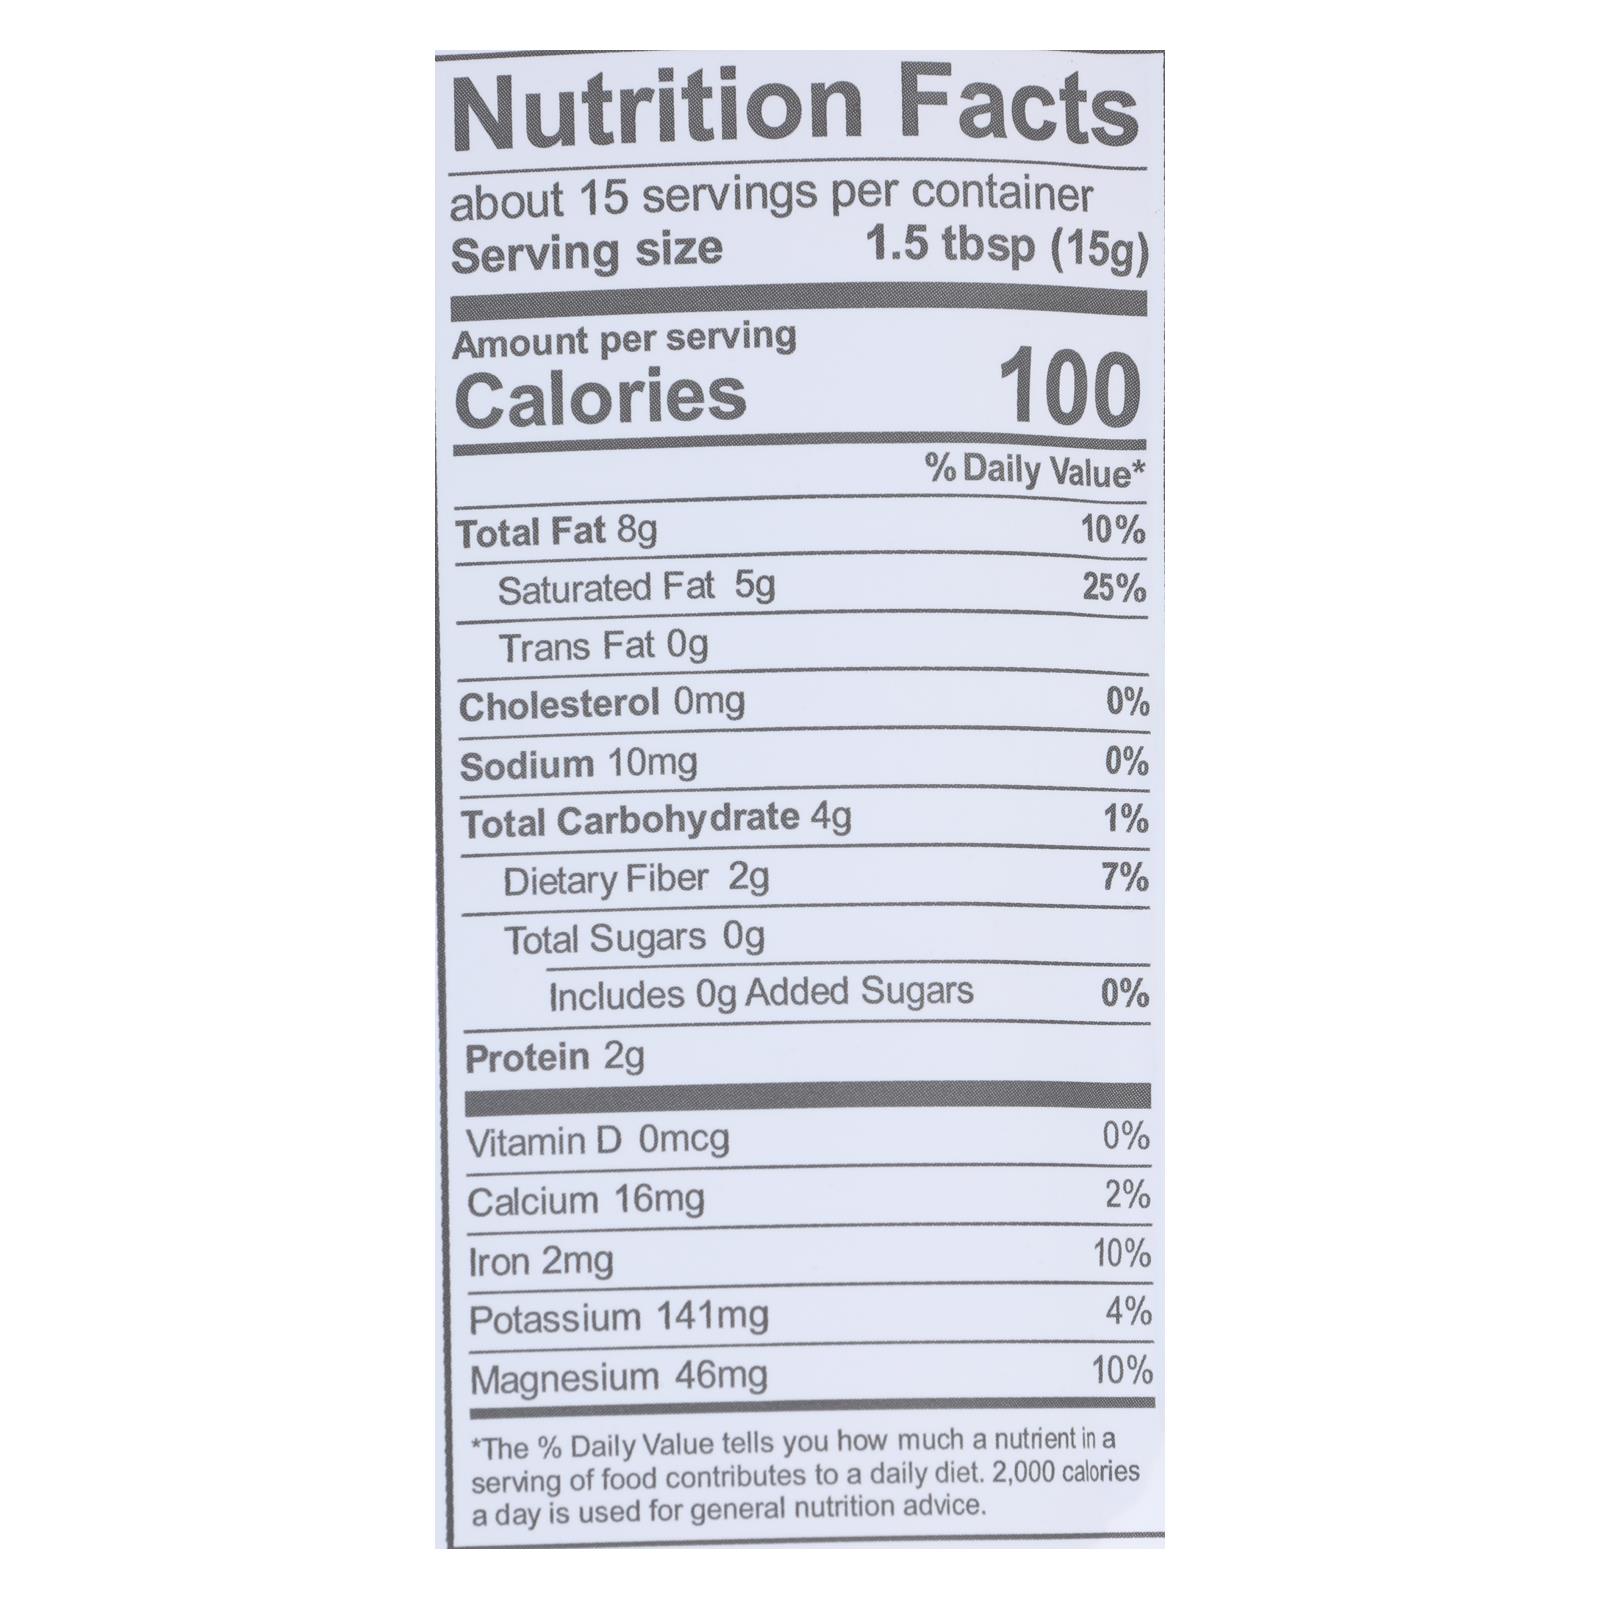 Nutrition Facts
about 15 servings per container
Serving size 1.5 tbsp (15g)
Amount per serving
Calories 100
% Daily Value*
Total Fat 8g 10%
Saturated Fat 5g 25%
Trans Fat 0g
Cholesterol 0mg 0%
Sodium 10mg 0%
Total Carbohydrate 4g 1%
Dietary Fiber 2g 7%
Total Sugars 0g
Includes 0g Added Sugars 0%
Protein 2g
Vitamin D 0mcg 0%
Calcium 16mg 2%
Iron 2mg 10%
Potassium 141mg 4%
Magnesium 46mg 10%
*The % Daily Value tells you how much a nutrient in a
serving of food contributes to a daily diet. 2,000 calories
a day is used for general nutrition advice.